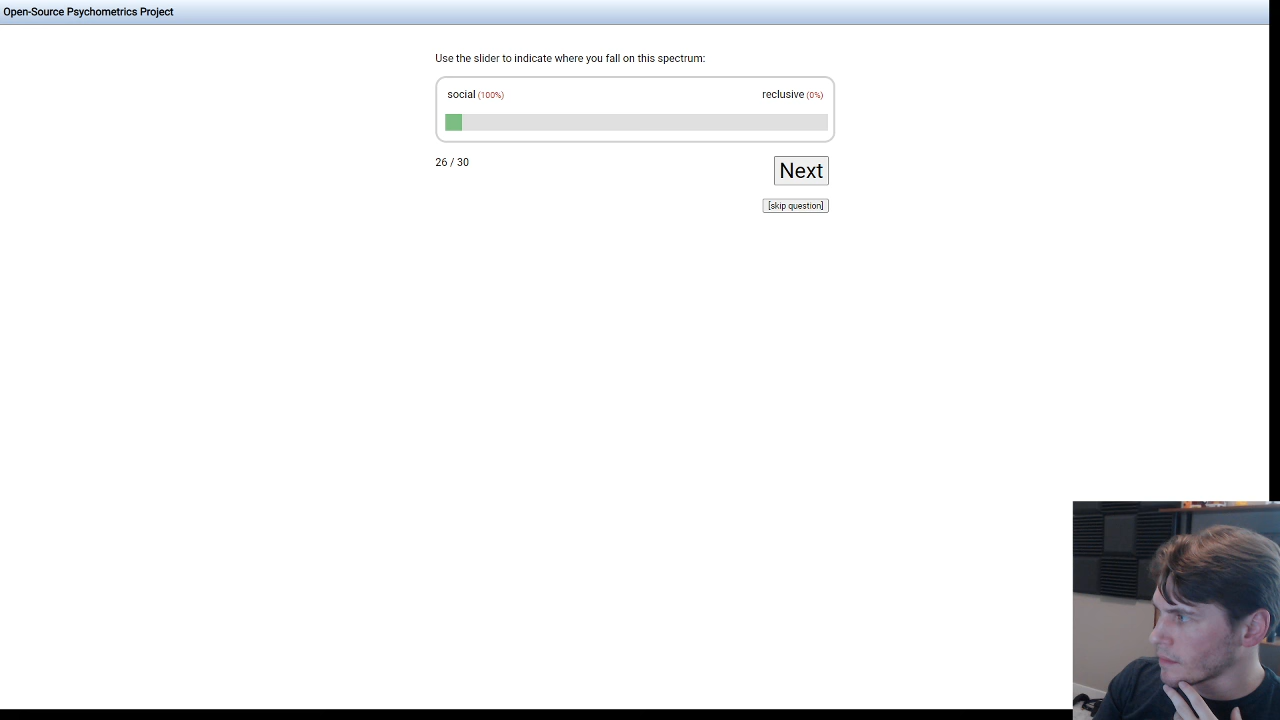 Open-Source Psychometrics Project
Use the slider to indicate where you fall on this spectrum:
social (100%) reclusive (0%)
26 / 30
Next
[skip question]